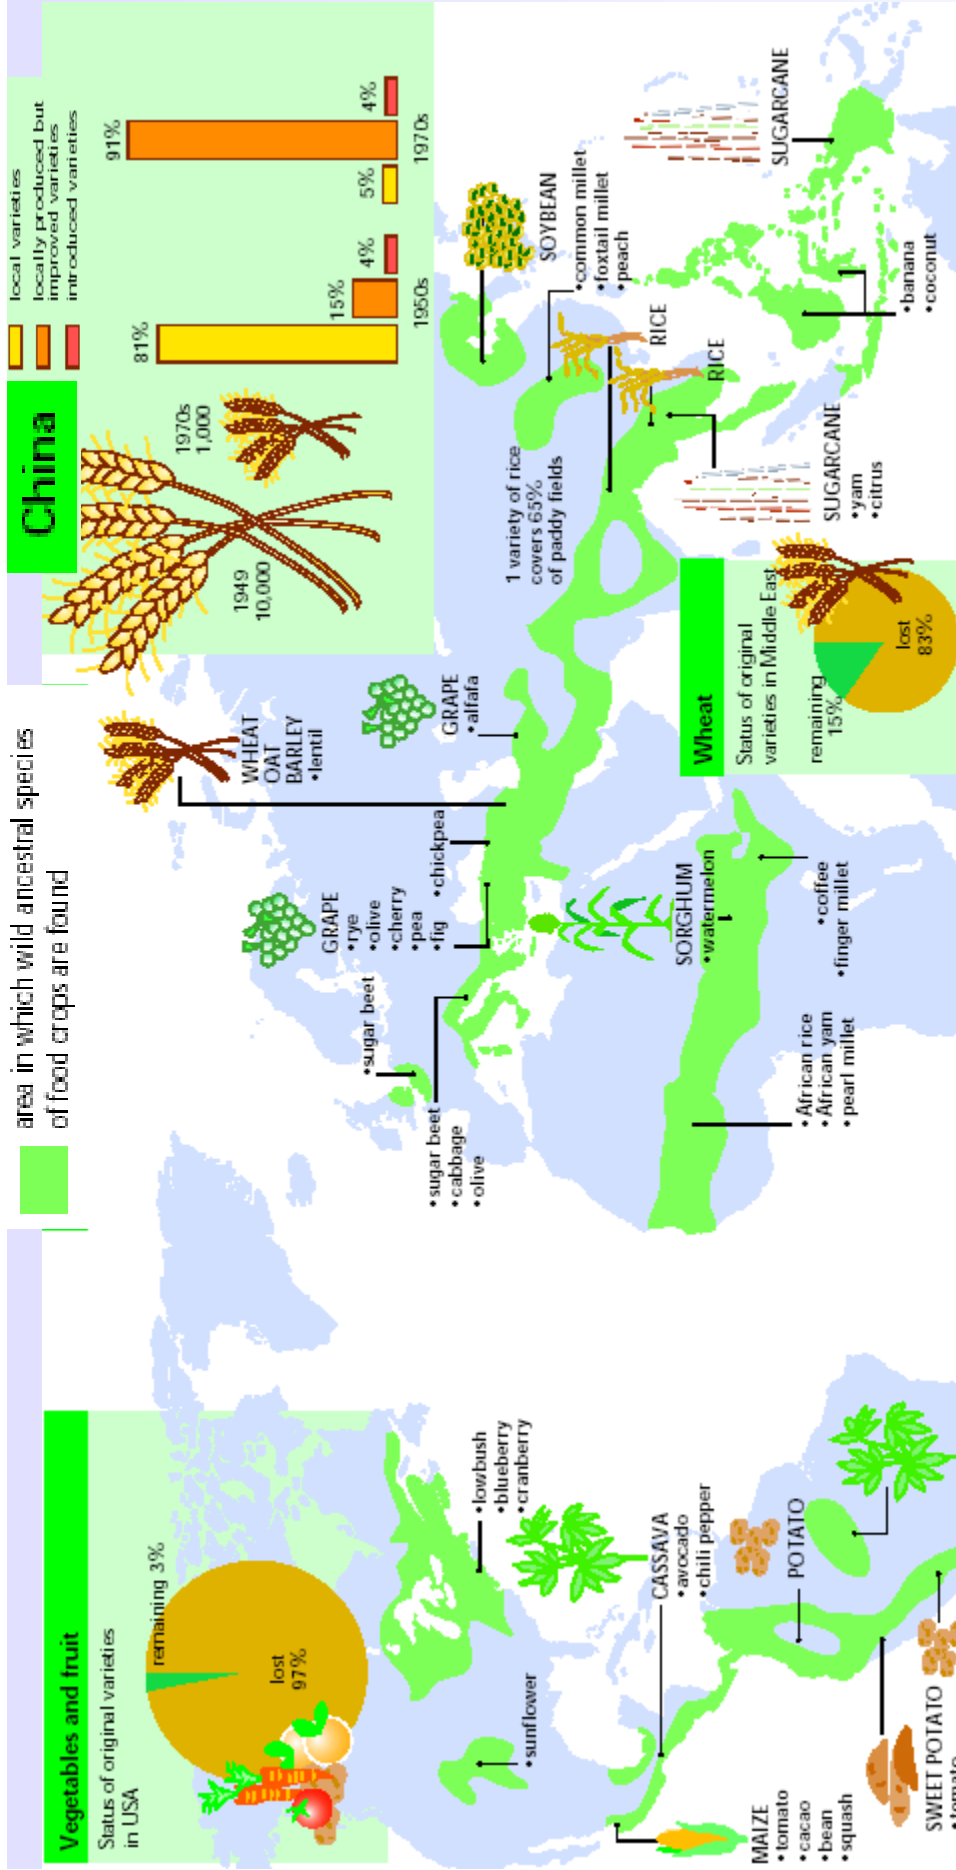 area in which wild ancestral species
of food crops are found
Vegetables and fruit
Status of original varieties
in USA
remaining 3%
lost
97%
China
1949
10,000
1970s
1,000
local varieties
locally produced but
improved varieties
introduced varieties
81%
15%
4%
1950s
5%
91%
4%
1970s
•lowbush
•blueberry
•cranberry
•sunflower
CASSAVA
•avocado
•chili pepper
MAIZE
•tomato
•cacao
•bean
•squash
POTATO
SWEET POTATO
•sugar beet
•sugar beet
•cabbage
•olive
GRAPE
•rye
•olive
•cherry
•pea
•fig
•chickpea
WHEAT
OAT
BARLEY
•lentil
GRAPE
•alfafa
SORGHUM
•watermelon
•coffee
•finger millet
•African rice
•African yam
•pearl millet
1 variety of rice
covers 65%
of paddy fields
SOYBEAN
•common millet
•foxtail millet
•peach
RICE
RICE
SUGARCANE
•yam
•citrus
SUGARCANE
•banana
•coconut
Wheat
Status of original
varieties in Middle East
remaining
15%
lost
83%